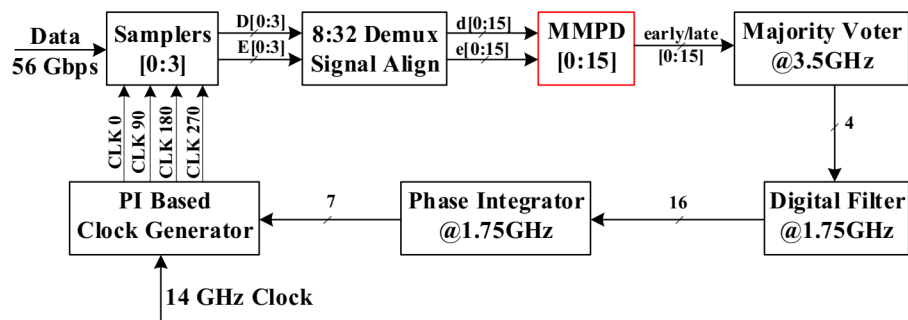 Data
56 Gbps
Samplers
[0:3]
D[0:3]
E[0:3]
8:32 Demux
Signal Align
d[0:15]
e[0:15]
MMPD
[0:15]
early/late
[0:15]
Majority Voter
@3.5GHz
CLK 0
CLK 90
CLK 180
CLK 270
4
PI Based
Clock Generator
7
Phase Integrator
@1.75GHz
16
Digital Filter
@1.75GHz
14 GHz Clock